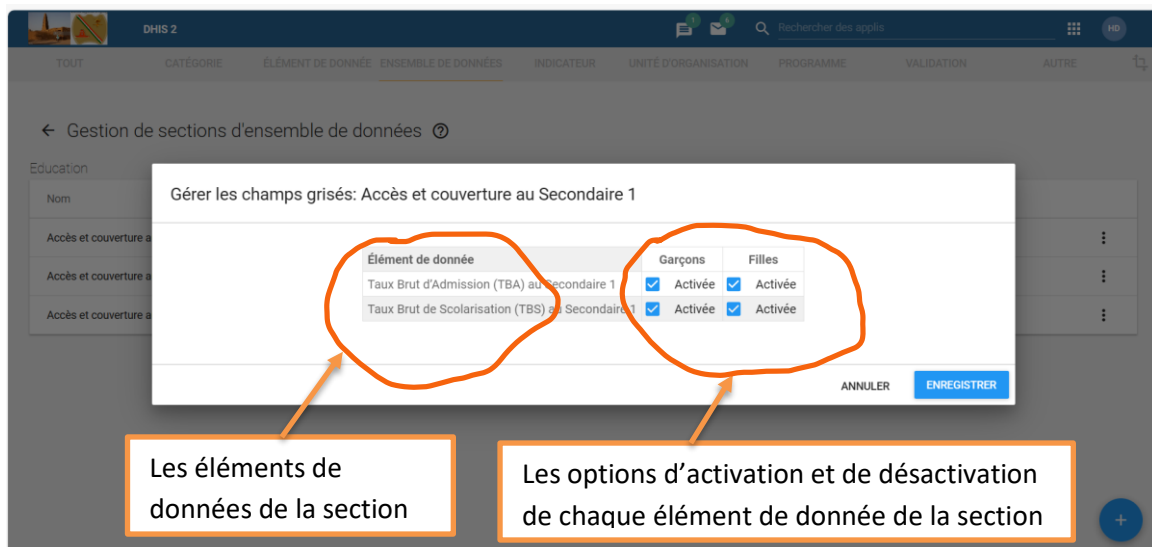 DHIS 2
1
6
Rechercher des applis
HD
TOUT CATÉGORIE ÉLÉMENT DE DONNÉE ENSEMBLE DE DONNÉES INDICATEUR UNITÉ D'ORGANISATION PROGRAMME VALIDATION AUTRE
Gestion de sections d'ensemble de données
Education
Nom
Accès et couverture a
Accès et couverture a
Accès et couverture a
Gérer les champs grisés: Accès et couverture au Secondaire 1
Élément de donnée Garçons Filles
Taux Brut d'Admission (TBA) au Secondaire 1 Activée Activée
Taux Brut de Scolarisation (TBS) au Secondaire 1 Activée Activée
ANNULER ENREGISTRER
Les éléments de
données de la section
Les options d’activation et de désactivation
de chaque élément de donnée de la section